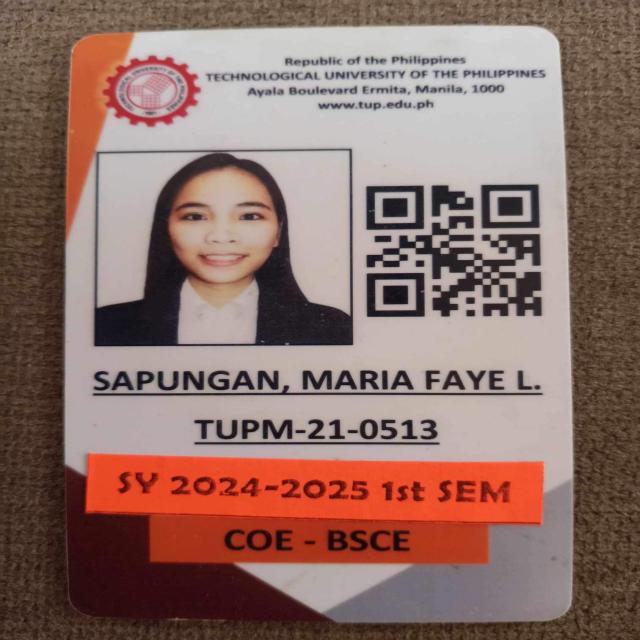 Republic of the Philippines
TECHNOLOGICAL UNIVERSITY OF THE PHILIPPINES
Ayala Boulevard Ermita, Manila, 1000
www.tup.edu.ph
SAPUNGAN, MARIA FAYE L.
TUPM-21-0513
SY 2024-2025 1st SEM
COE - BSCE